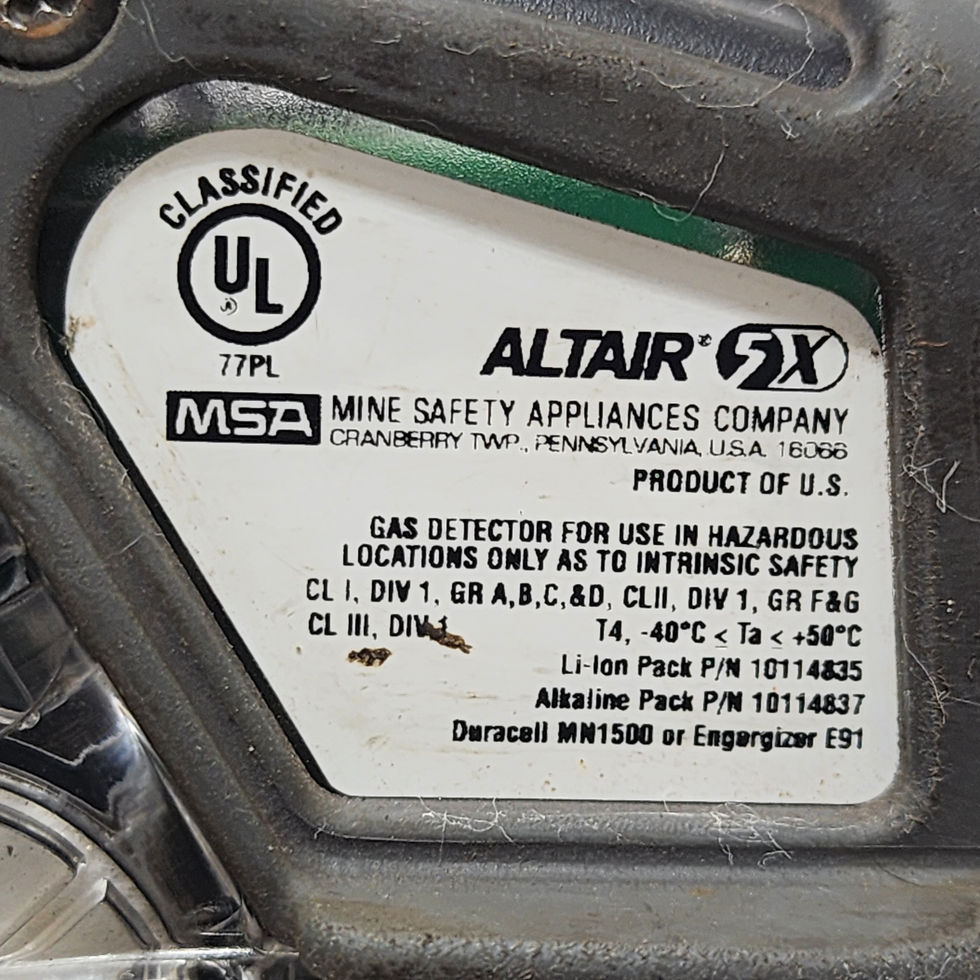 CLASSIFIED
UL
®
77PL
ALTAIR® 5X
MSA MINE SAFETY APPLIANCES COMPANY
CRANBERRY TWP., PENNSYLVANIA, U.S.A. 16066
PRODUCT OF U.S.
GAS DETECTOR FOR USE IN HAZARDOUS
LOCATIONS ONLY AS TO INTRINSIC SAFETY
CL I, DIV 1, GR A,B,C,&D, CLII, DIV 1, GR F&G
CL III, DIV 1 T4, -40°C ≤ Ta ≤ +50°C
Li-Ion Pack P/N 10114835
Alkaline Pack P/N 10114837
Duracell MN1500 or Engergizer E91